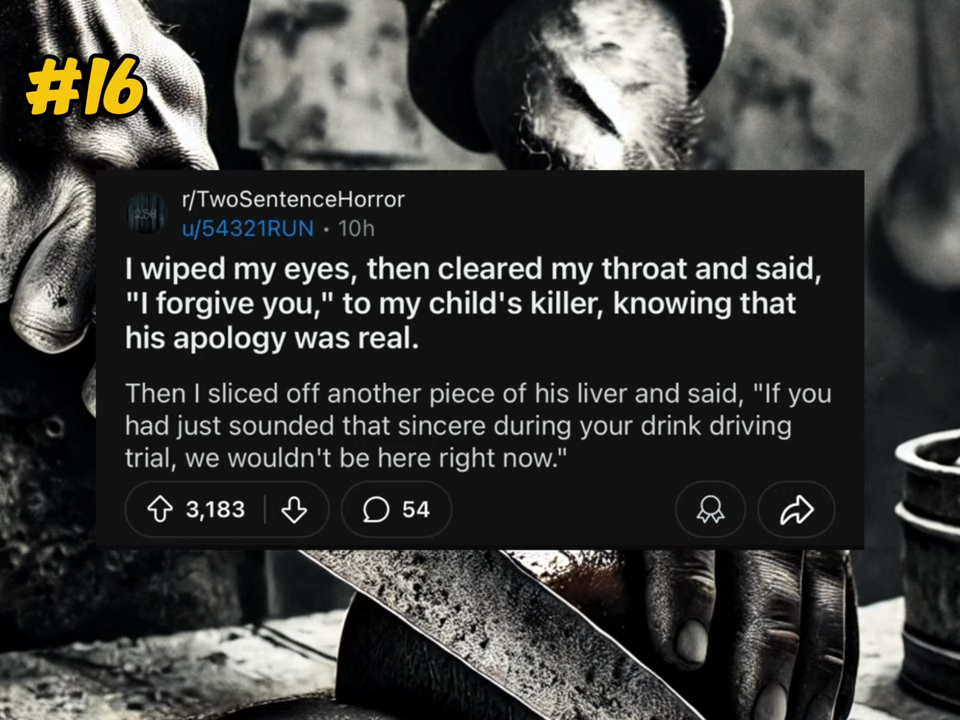 #16
r/TwoSentenceHorror
u/54321RUN • 10h
I wiped my eyes, then cleared my throat and said,
"I forgive you," to my child's killer, knowing that
his apology was real.
Then I sliced off another piece of his liver and said, "If you
had just sounded that sincere during your drink driving
trial, we wouldn't be here right now."
3,183 54